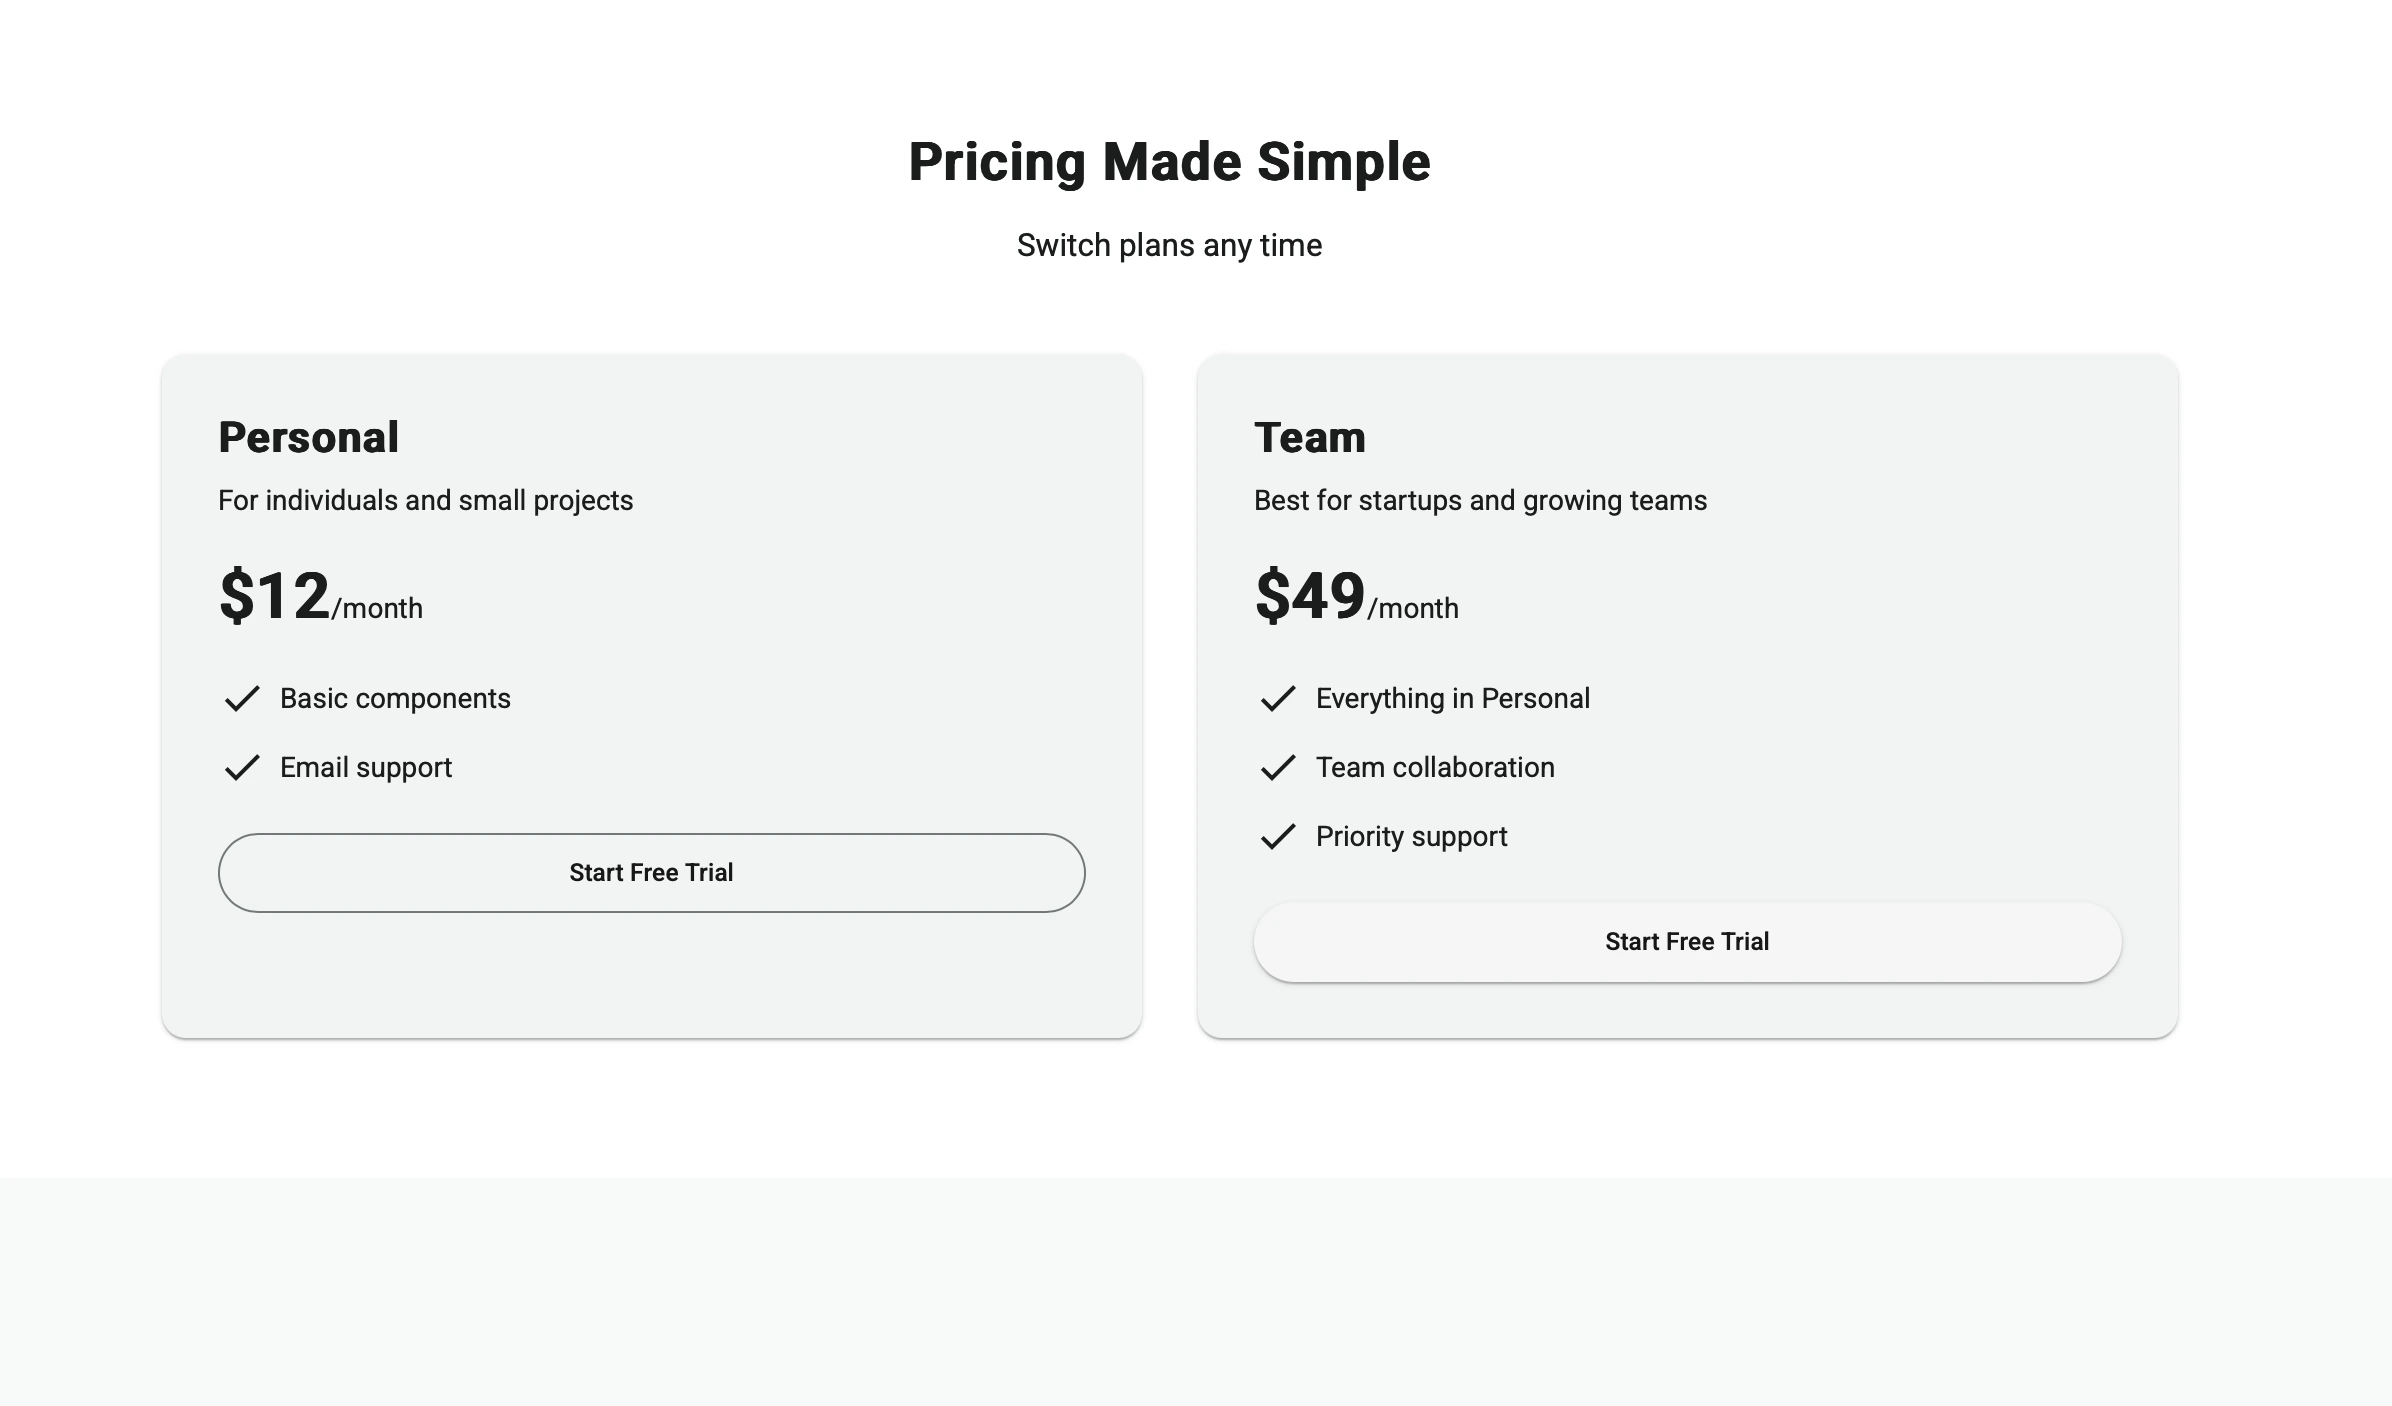 Pricing Made Simple
Switch plans any time
Personal
For individuals and small projects
$12/month
Basic components
Email support
Start Free Trial
Team
Best for startups and growing teams
$49/month
Everything in Personal
Team collaboration
Priority support
Start Free Trial